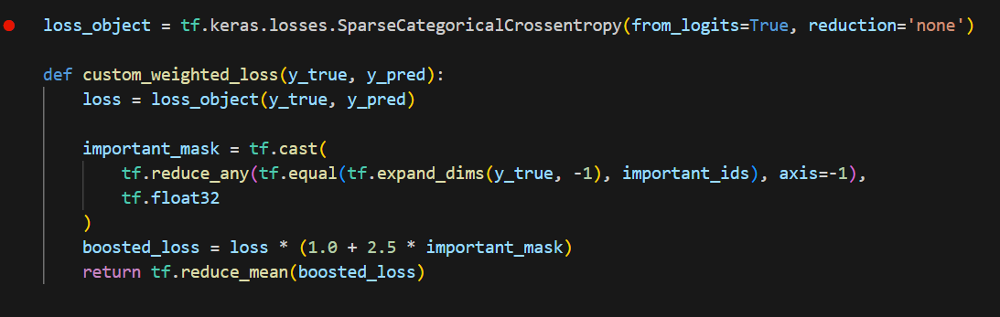 loss_object = tf.keras.losses.SparseCategoricalCrossentropy(from_logits=True, reduction='none')
def custom_weighted_loss(y_true, y_pred):
    loss = loss_object(y_true, y_pred)
    important_mask = tf.cast(
        tf.reduce_any(tf.equal(tf.expand_dims(y_true, -1), important_ids), axis=-1),
        tf.float32
    )
    boosted_loss = loss * (1.0 + 2.5 * important_mask)
    return tf.reduce_mean(boosted_loss)